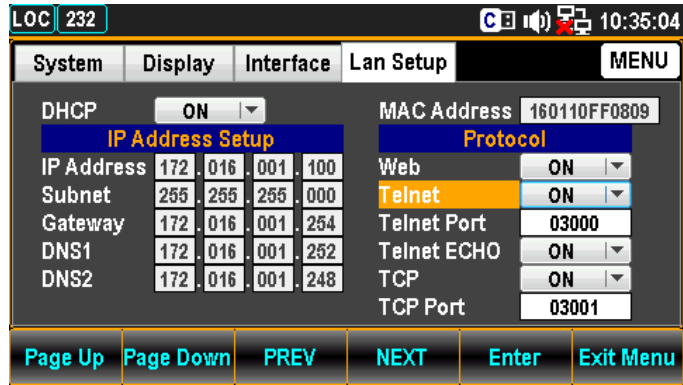 LOC 232 C 10:35:04
System Display Interface Lan Setup MENU
DHCP ON MAC Address 160110FF0809
IP Address Setup Protocol
IP Address 172 . 016 . 001 . 100 Web ON
Subnet 255 . 255 . 255 . 000 Telnet ON
Gateway 172 . 016 . 001 . 254 Telnet Port 03000
DNS1 172 . 016 . 001 . 252 Telnet ECHO ON
DNS2 172 . 016 . 001 . 248 TCP ON
TCP Port 03001
Page Up Page Down PREV NEXT Enter Exit Menu